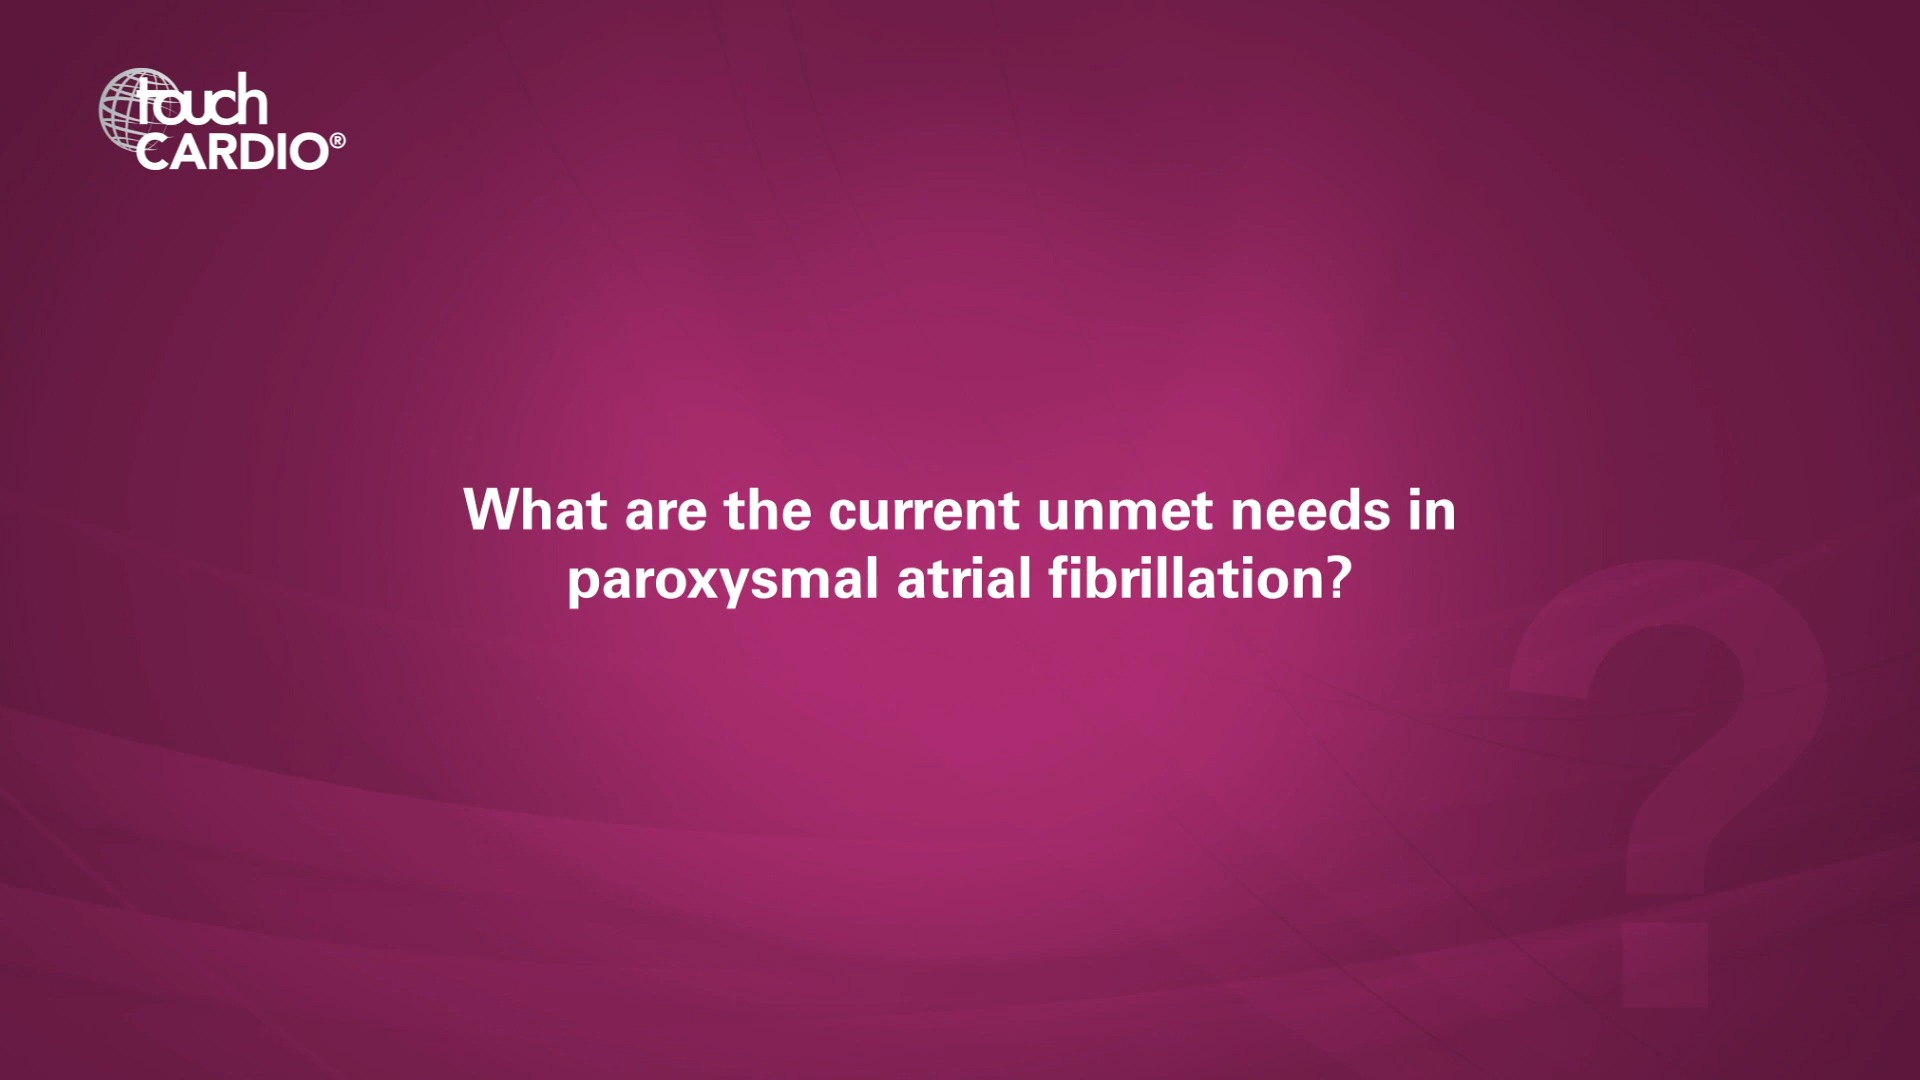 touch
CARDIO®
What are the current unmet needs in
paroxysmal atrial fibrillation?